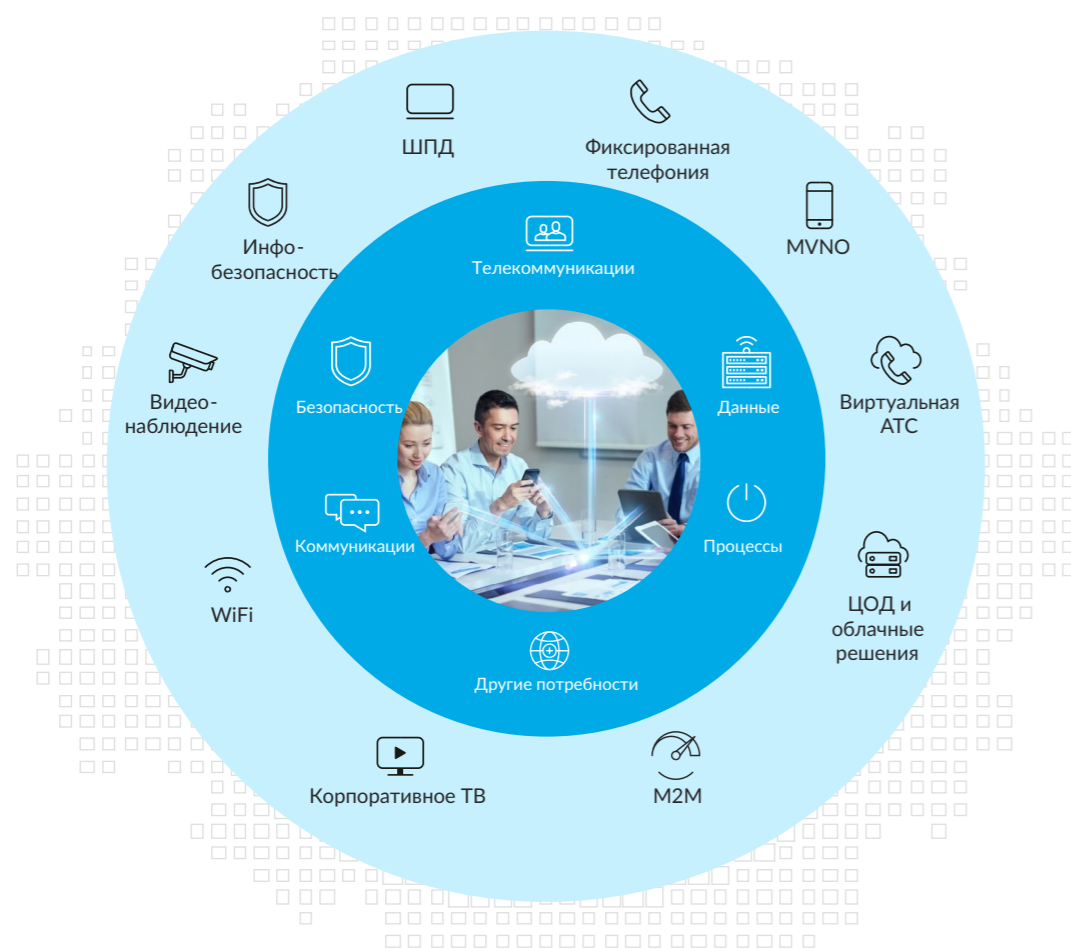 ШПД
Фиксированная
телефония
MVNO
Виртуальная
АТС
ЦОД и
облачные
решения
M2M
Корпоративное ТВ
WiFi
Видео-
наблюдение
Инфо-
безопасность
Телекоммуникации
Данные
Процессы
Другие потребности
Коммуникации
Безопасность